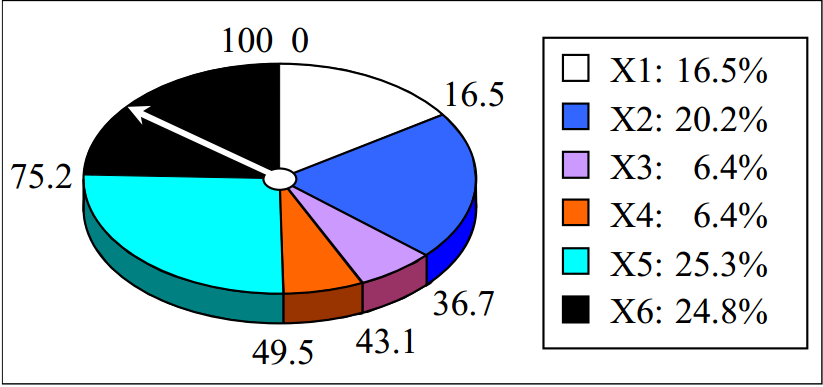 100 0
16.5
75.2
36.7
43.1
49.5
X1: 16.5%
X2: 20.2%
X3: 6.4%
X4: 6.4%
X5: 25.3%
X6: 24.8%